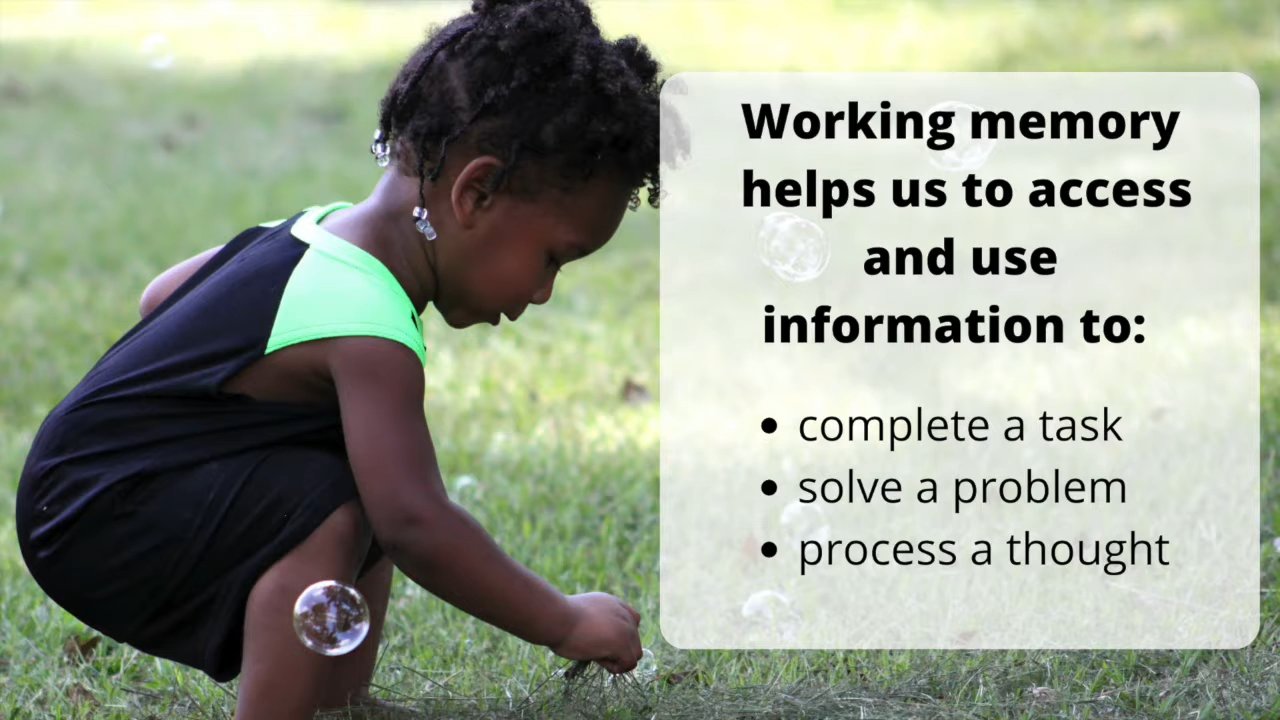 Working memory
helps us to access
and use
information to:
• complete a task
• solve a problem
• process a thought